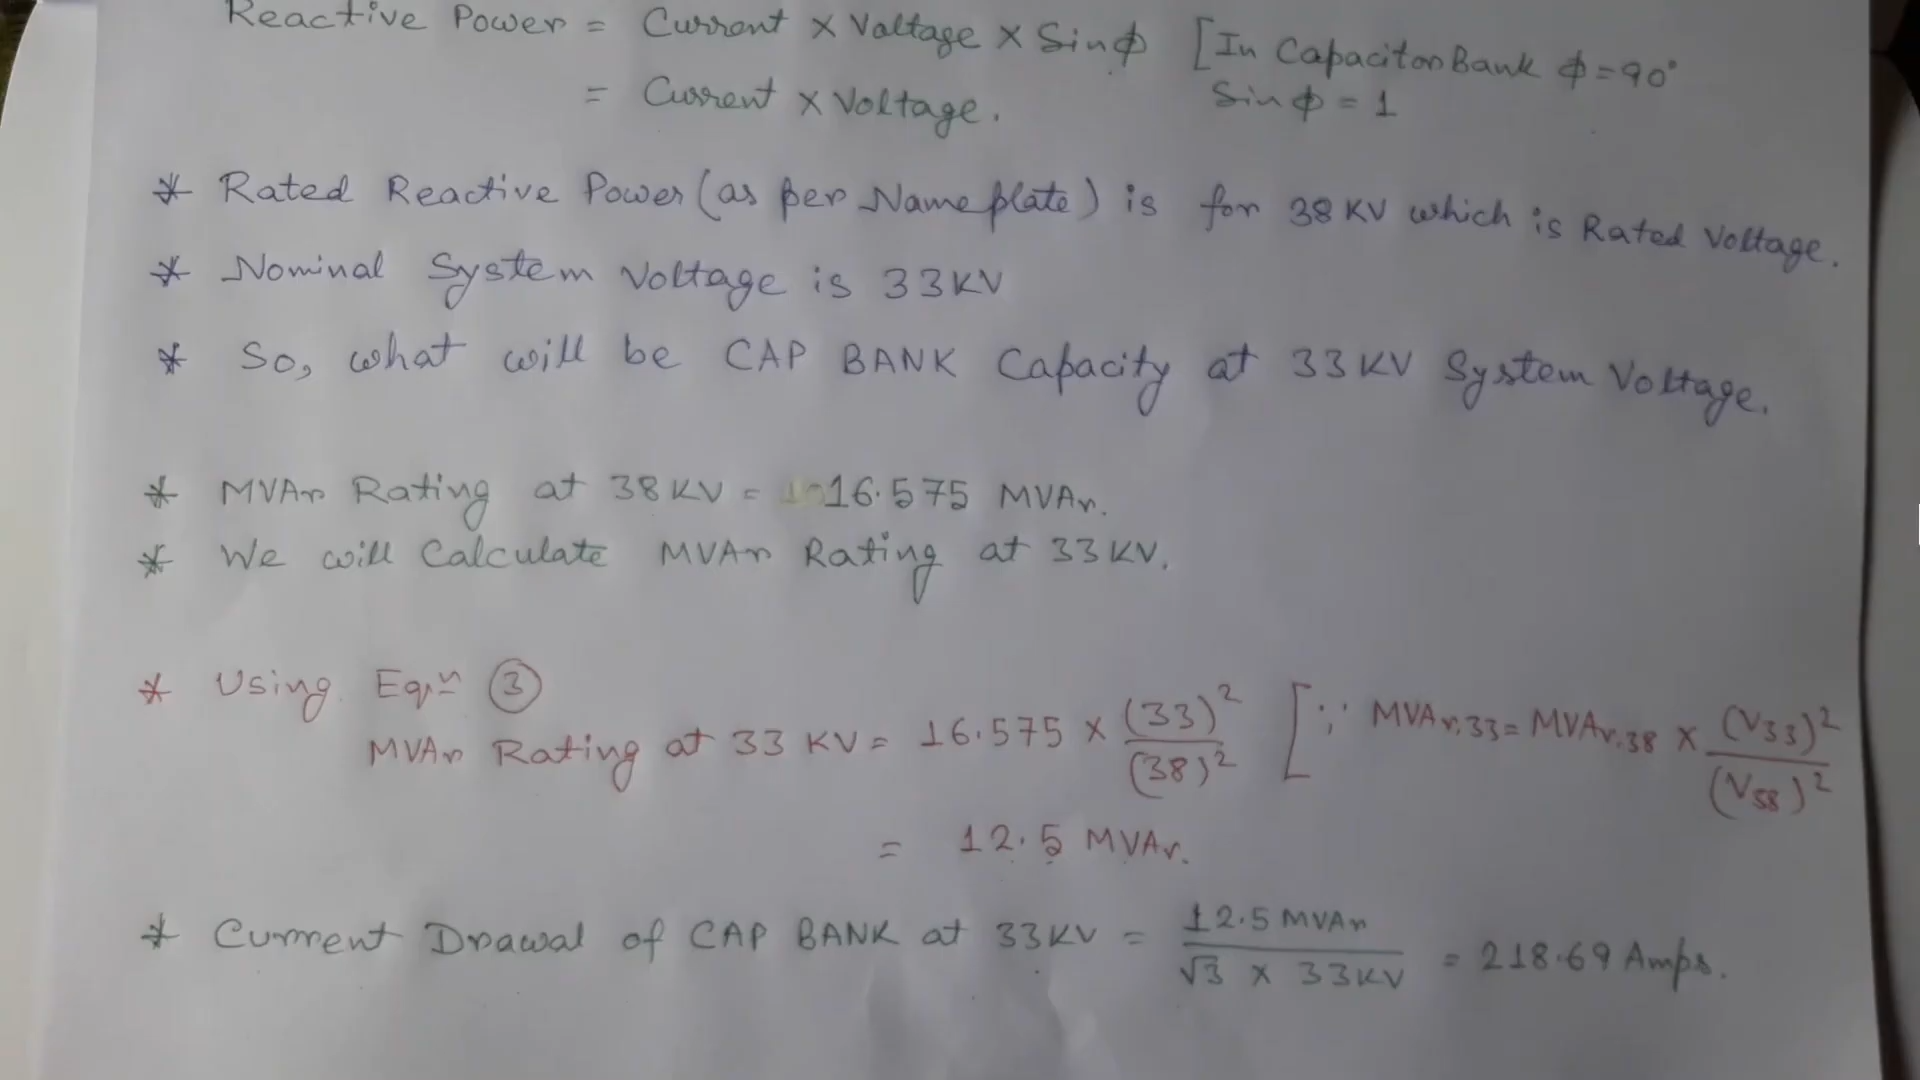 Reactive Power = Current × Voltage × Sinϕ [In Capacitor Bank ϕ=90°
= Current × Voltage. Sinϕ = 1
* Rated Reactive Power (as per Nameplate) is for 38 KV which is Rated Voltage.
* Nominal System Voltage is 33KV
* So, what will be CAP BANK Capacity at 33KV System Voltage.
* MVAr Rating at 38KV = 16.575 MVAr.
* We will Calculate MVAr Rating at 33KV.
* Using Eqⁿ ③
MVAr Rating at 33 KV = 16.575 × (33)²/(38)² [∵ MVAr,33 = MVAr,38 × (V33)²/(V38)²
= 12.5 MVAr.
* Current Drawal of CAP BANK at 33KV = 12.5 MVAr/√3 × 33KV = 218.69 Amps.